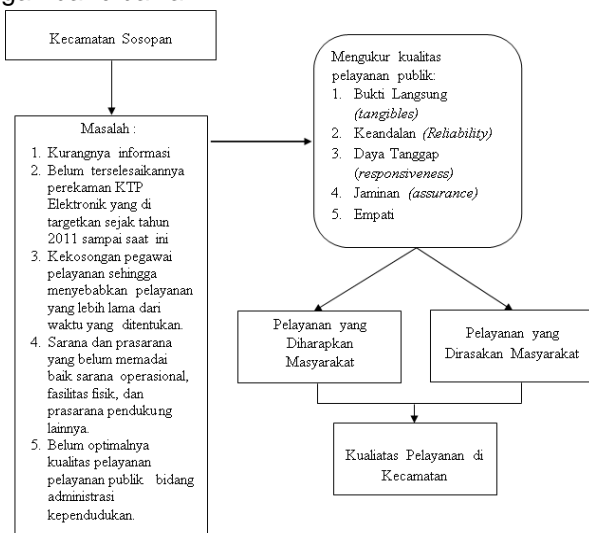 Kecamatan Sosopan
Masalah :
1. Kurangnya informasi
2. Belum terselesaikannya
perekaman KTP
Elektronik yang di
targetkan sejak tahun
2011 sampai saat ini
3. Kekosongan pegawai
pelayanan sehingga
menyebabkan pelayanan
yang lebih lama dari
waktu yang ditentukan.
4. Sarana dan prasarana
yang belum memadai
baik sarana operasional,
fasilitas fisik, dan
prasarana pendukung
lainnya.
5. Belum optimalnya
kualitas pelayanan
pelayanan publik bidang
administrasi
kependudukan.
Mengukur kualitas
pelayanan publik:
1. Bukti Langsung
(tangibles)
2. Keandalan (Reliability)
3. Daya Tanggap
(responsiveness)
4. Jaminan (assurance)
5. Empati
Pelayanan yang
Diharapkan
Masyarakat
Pelayanan yang
Dirasakan Masyarakat
Kualiatas Pelayanan di
Kecamatan